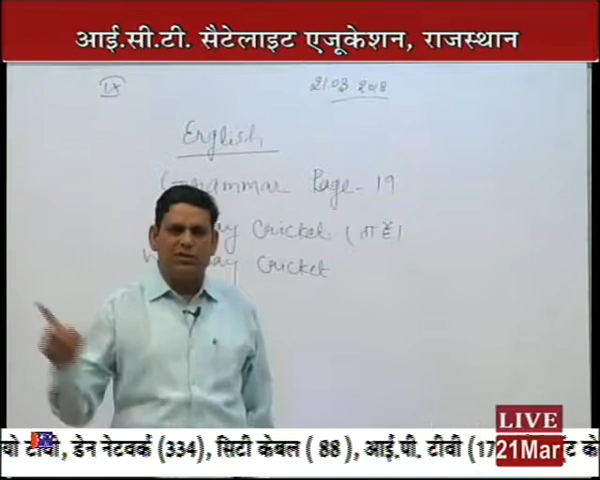 आई.सी.टी. सैटेलाइट एजूकेशन, राजस्थान
IX
21.03 2018
English
Grammar Page - 19
Cricket (ता हैं)
Cricket
LIVE
21Mar
टीवी, डेन नेटवर्क (334), सिटी केबल ( 88), आई.पी. टीवी (17